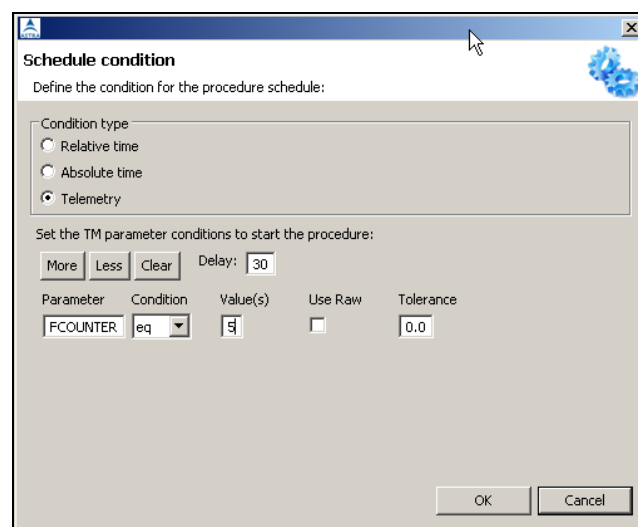 ASTRA
Schedule condition
Define the condition for the procedure schedule:
Condition type
Relative time
Absolute time
Telemetry
Set the TM parameter conditions to start the procedure:
More Less Clear Delay: 30
Parameter Condition Value(s) Use Raw Tolerance
FCOUNTER eq 5 0.0
OK Cancel